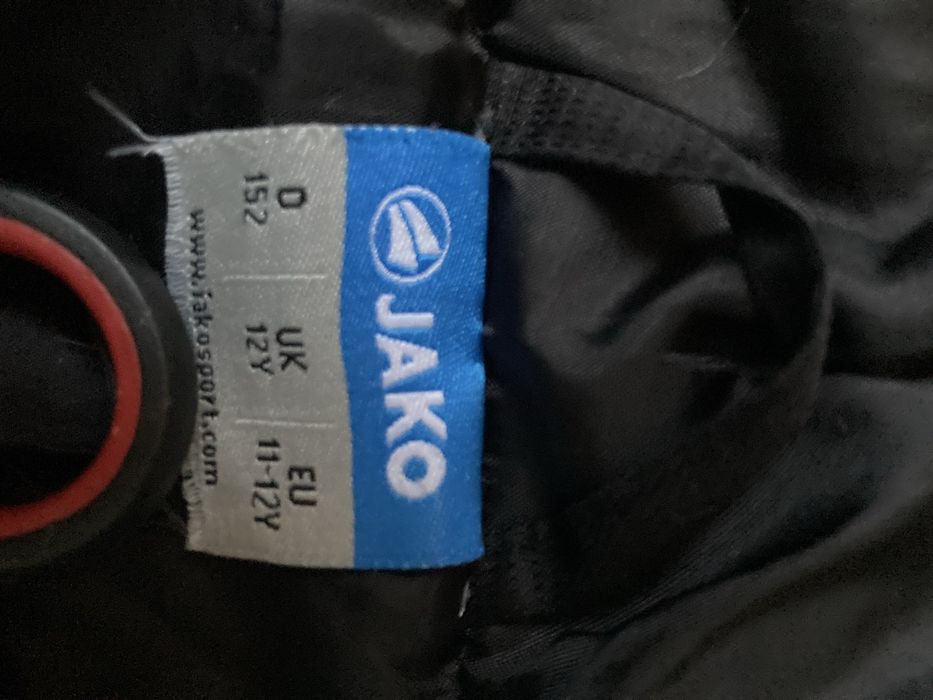 JAKO
D UK EU
152 12Y 11-12Y
www.jakosport.com